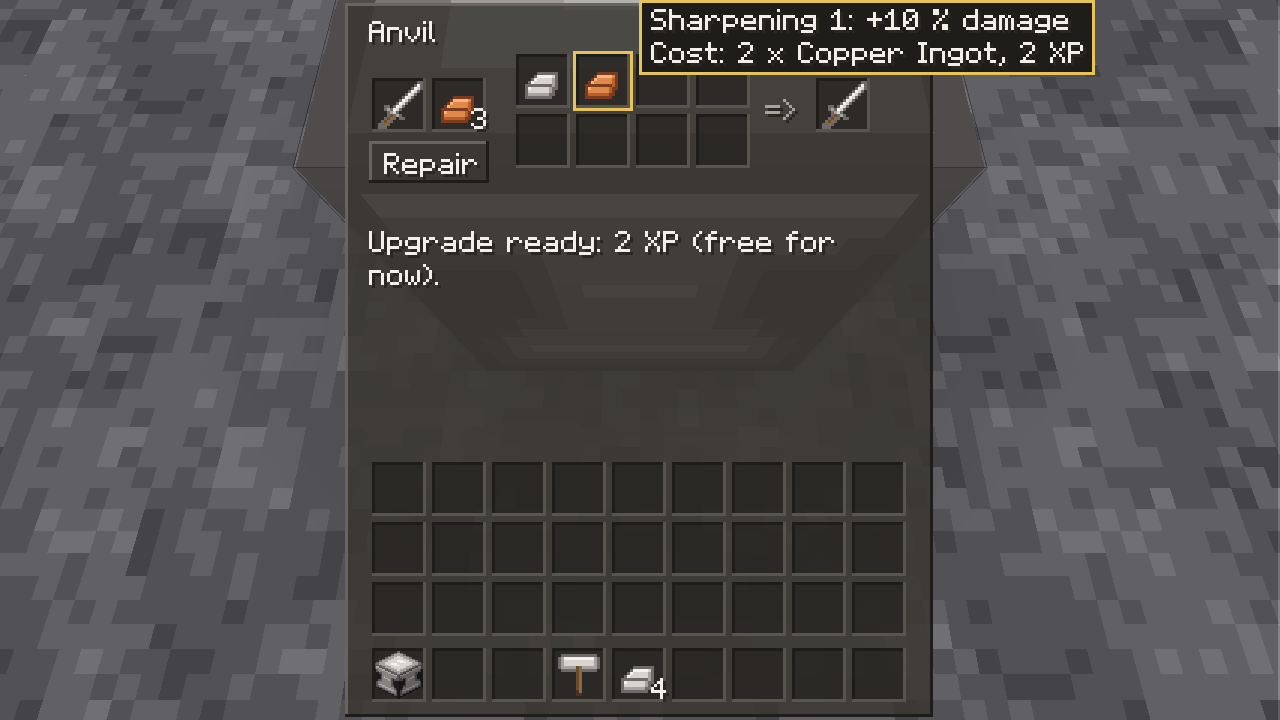 Anvil
Sharpening 1: +10 % damage
Cost: 2 x Copper Ingot, 2 XP
3
=>
Repair
Upgrade ready: 2 XP (free for
now).
4